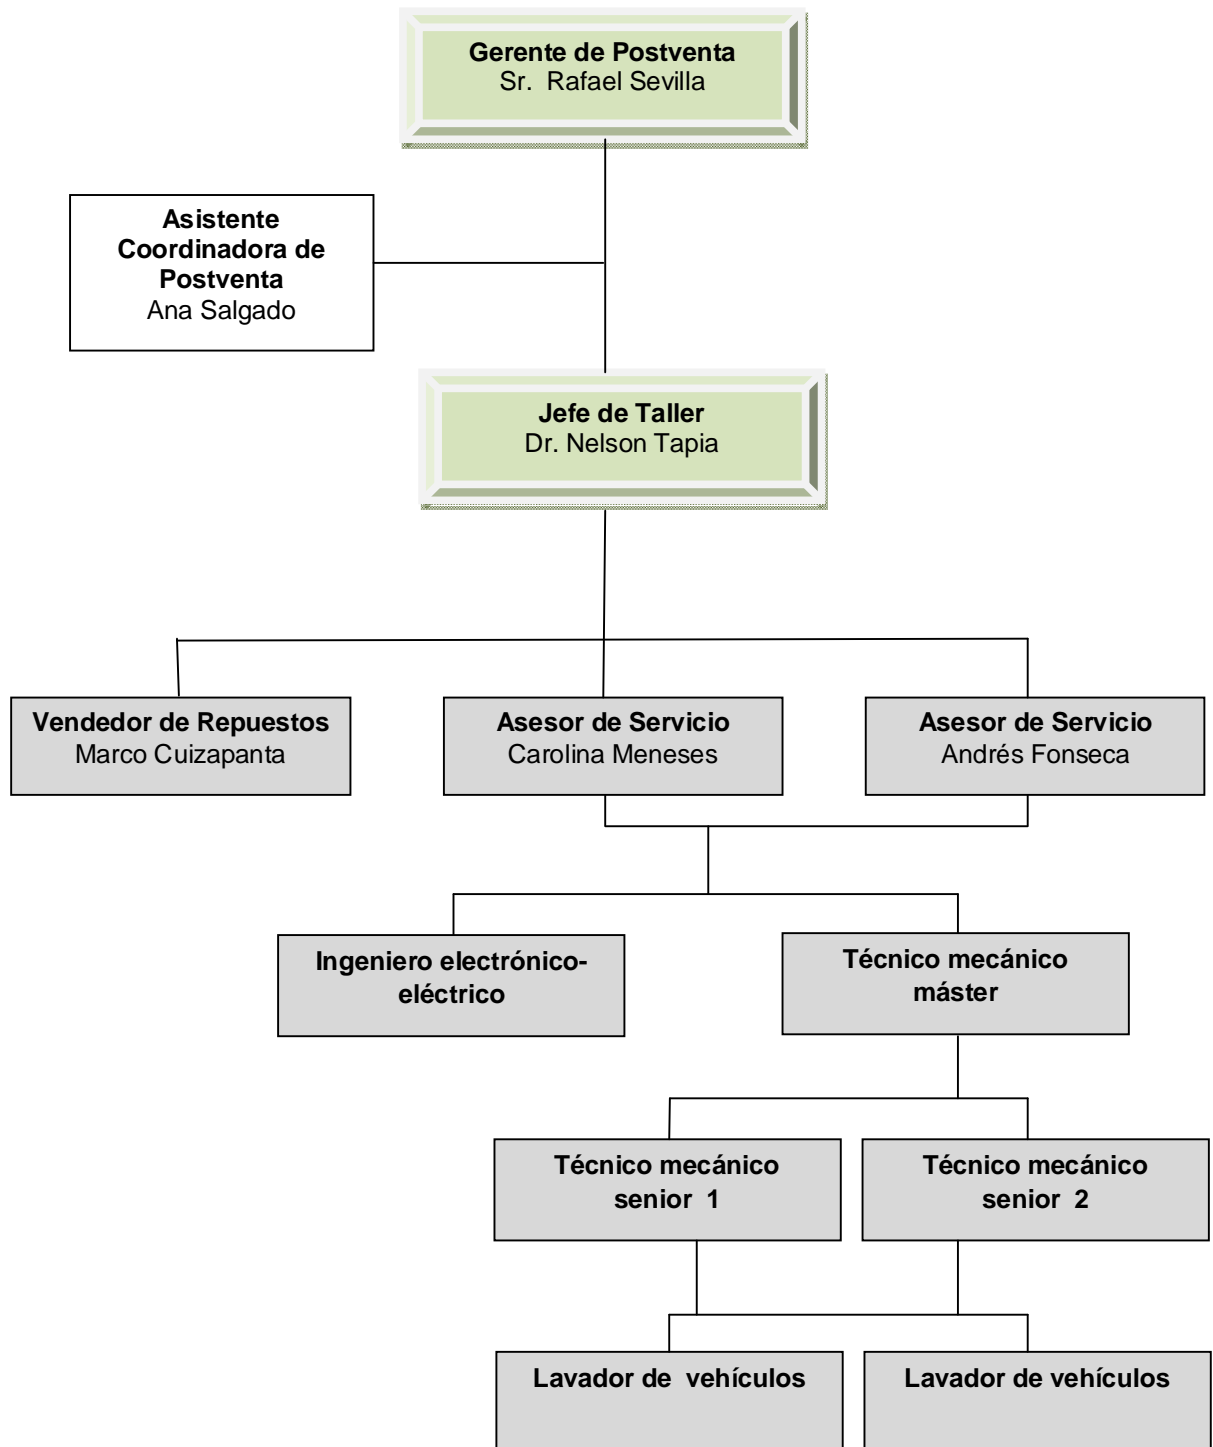 Gerente de Postventa
Sr. Rafael Sevilla
Asistente
Coordinadora de
Postventa
Ana Salgado
Jefe de Taller
Dr. Nelson Tapia
Vendedor de Repuestos
Marco Cuizapanta
Asesor de Servicio
Carolina Meneses
Asesor de Servicio
Andrés Fonseca
Ingeniero electrónico-
eléctrico
Técnico mecánico
máster
Técnico mecánico
senior 1
Técnico mecánico
senior 2
Lavador de vehículos
Lavador de vehículos